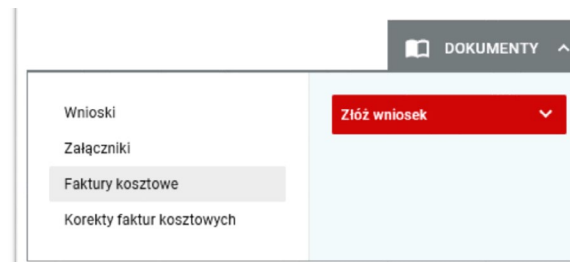 DOKUMENTY
Wnioski
Złóż wniosek
Załączniki
Faktury kosztowe
Korekty faktur kosztowych